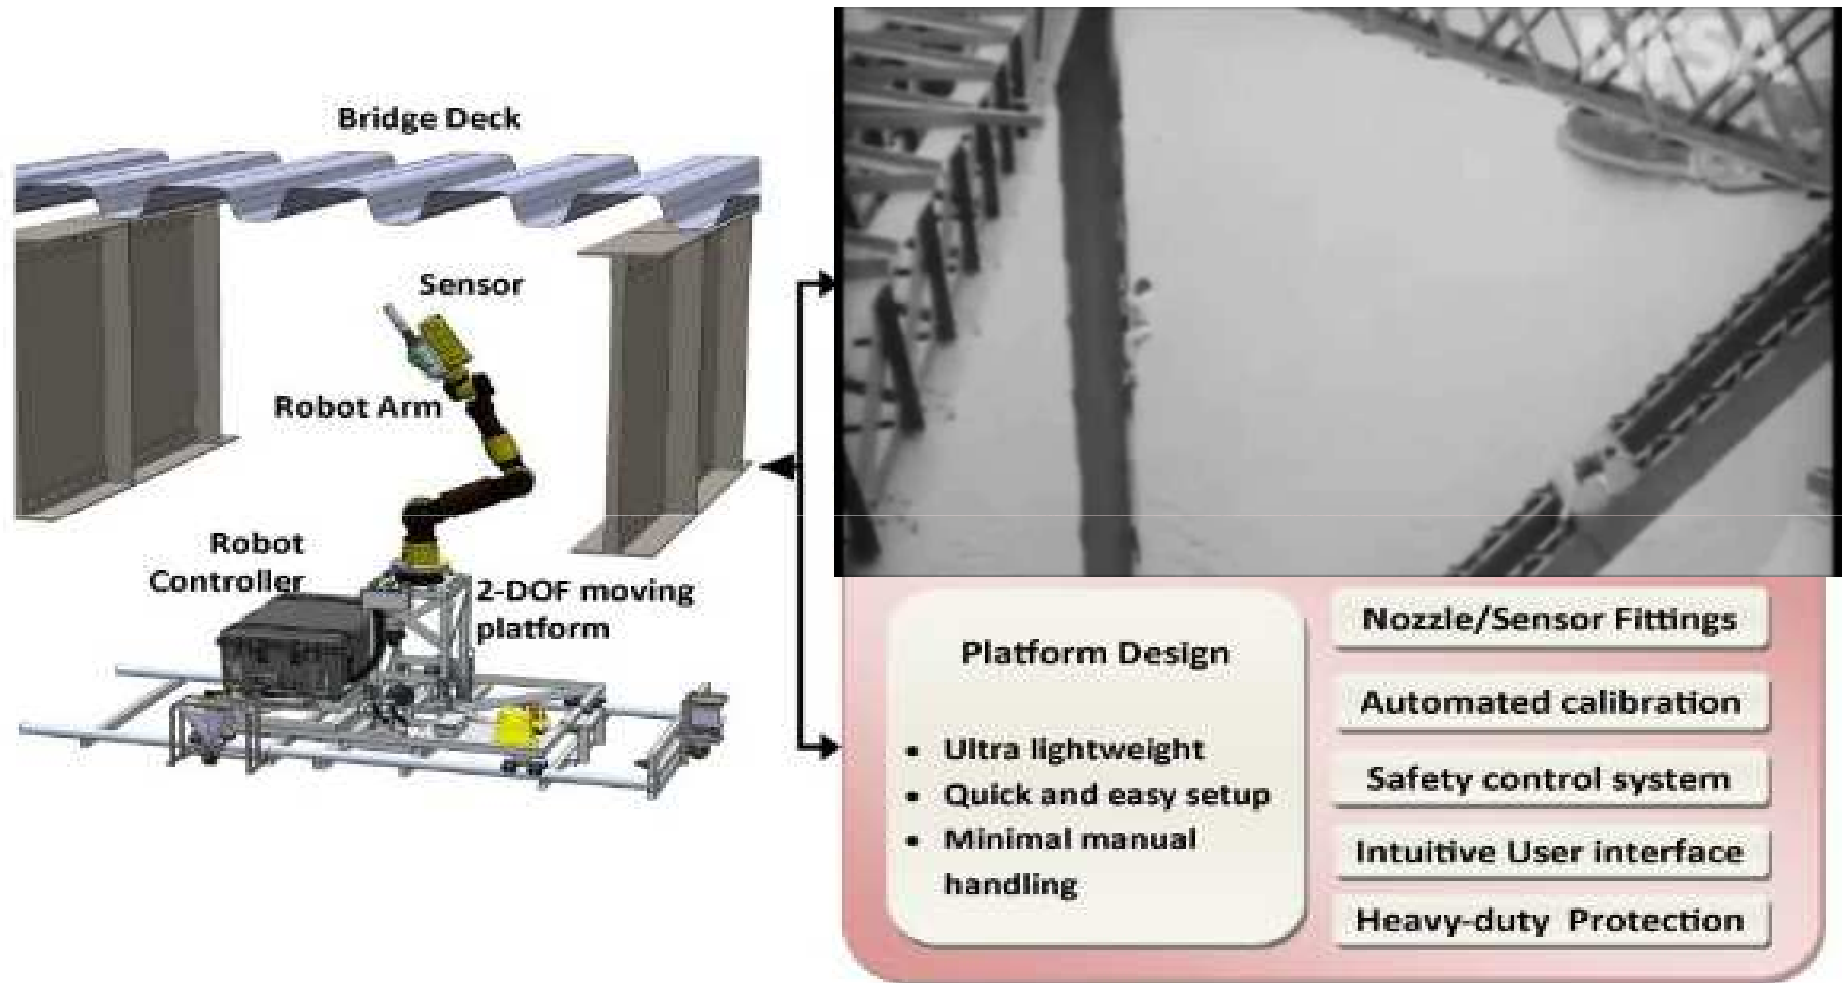 Bridge Deck
Sensor
Robot Arm
Robot
Controller
2-DOF moving
platform
Platform Design
• Ultra lightweight
• Quick and easy setup
• Minimal manual
handling
Nozzle/Sensor Fittings
Automated calibration
Safety control system
Intuitive User interface
Heavy-duty Protection